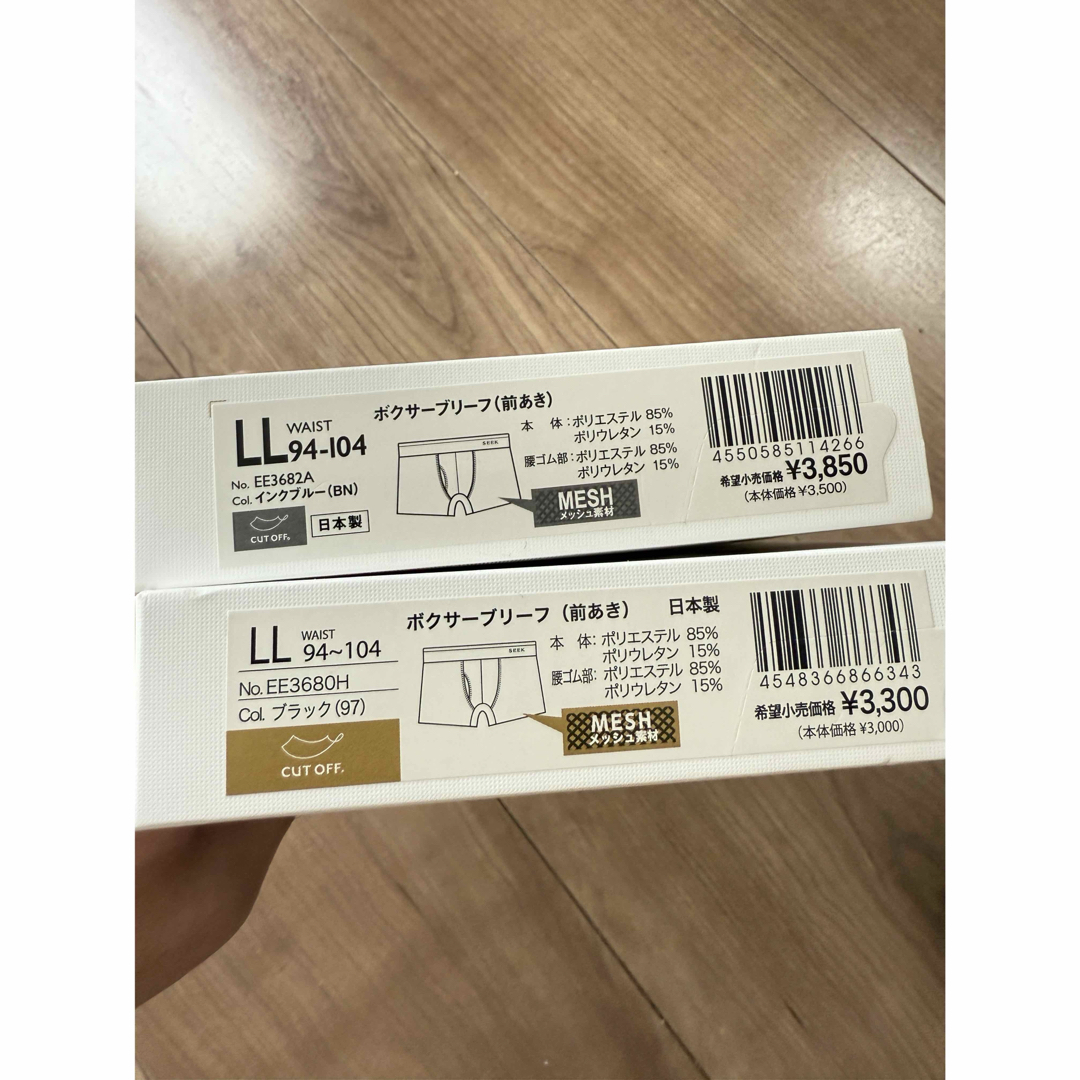 LL
WAIST
94-104
No. EE3682A
Col. インクブルー(BN)
CUT OFF®
日本製
ボクサーブリーフ(前あき)
SEEK
本 体:ポリエステル 85%
ポリウレタン 15%
腰ゴム部:ポリエステル 85%
ポリウレタン 15%
MESH
メッシュ素材
4550585114266
希望小売価格 ¥3,850
(本体価格 ¥3,500)
LL
WAIST
94~104
No. EE3680H
Col. ブラック(97)
CUT OFF®
ボクサーブリーフ(前あき) 日本製
SEEK
本 体:ポリエステル 85%
ポリウレタン 15%
腰ゴム部:ポリエステル 85%
ポリウレタン 15%
MESH
メッシュ素材
4548366866343
希望小売価格 ¥3,300
(本体価格 ¥3,000)